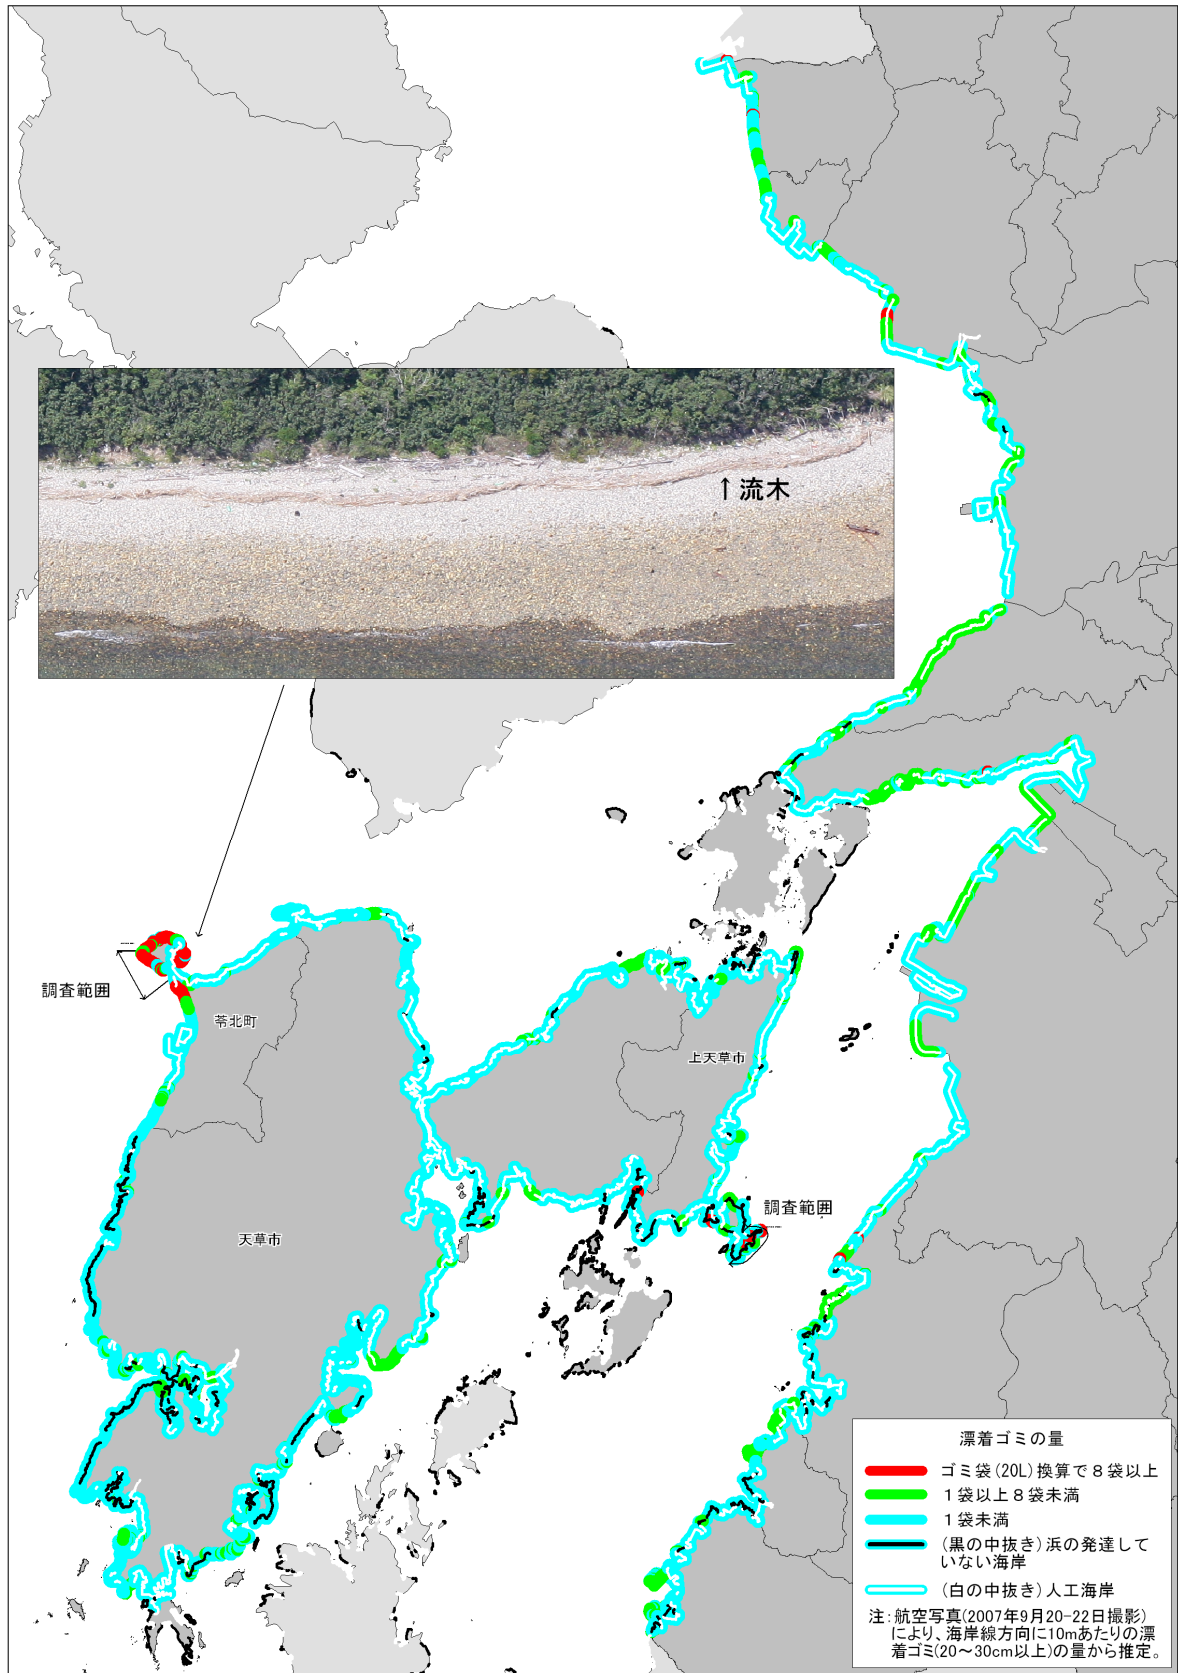 ↑流木
調査範囲
苓北町
上天草市
調査範囲
天草市
漂着ゴミの量
ゴミ袋(20L)換算で8袋以上
1袋以上8袋未満
1袋未満
(黒の中抜き)浜の発達して
いない海岸
(白の中抜き)人工海岸
注:航空写真(2007年9月20-22日撮影)
により、海岸線方向に10mあたりの漂
着ゴミ(20～30cm以上)の量から推定。